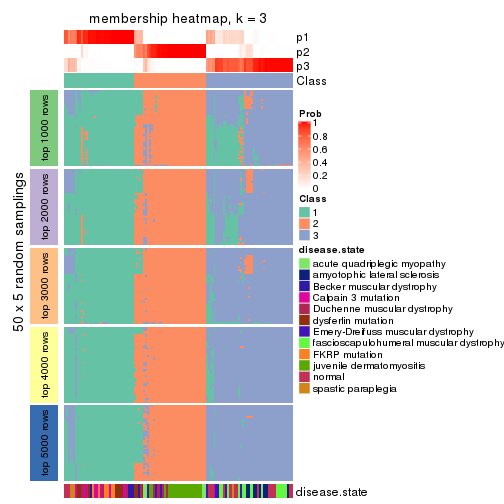 membership heatmap, k = 3
p1
p2
p3
Class
50 x 5 random samplings
top 1000 rows
top 2000 rows
top 3000 rows
top 4000 rows
top 5000 rows
disease.state
Prob
1
0.8
0.6
0.4
0.2
0
Class
1
2
3
disease.state
acute quadriplegic myopathy
amyotophic lateral sclerosis
Becker muscular dystrophy
Calpain 3 mutation
Duchenne muscular dystrophy
dysferlin mutation
Emery-Dreifuss muscular dystrophy
fascioscapulohumeral muscular dystrophy
FKRP mutation
juvenile dermatomyositis
normal
spastic paraplegia